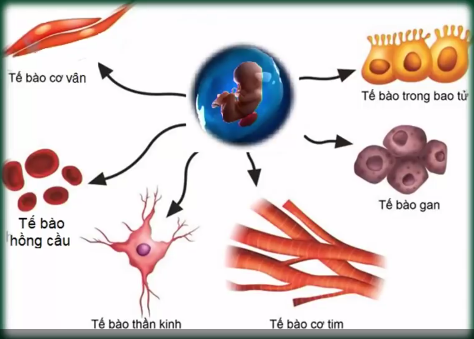 Tế bào cơ vân
Tế bào trong bao tử
Tế bào gan
Tế bào
hồng cầu
Tế bào thần kinh
Tế bào cơ tim